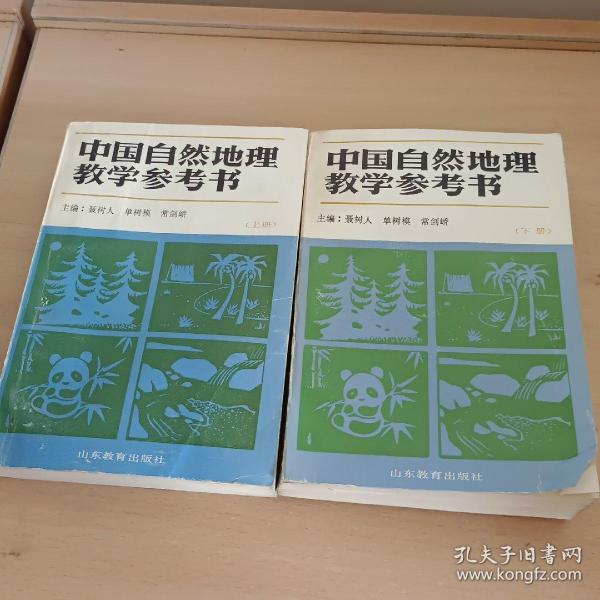 中国自然地理
教学参考书
主编：聂树人 单树模 常剑峤
（上册）
山东教育出版社
中国自然地理
教学参考书
主编：聂树人 单树模 常剑峤
（下册）
山东教育出版社
孔夫子旧书网
www.kongfz.com